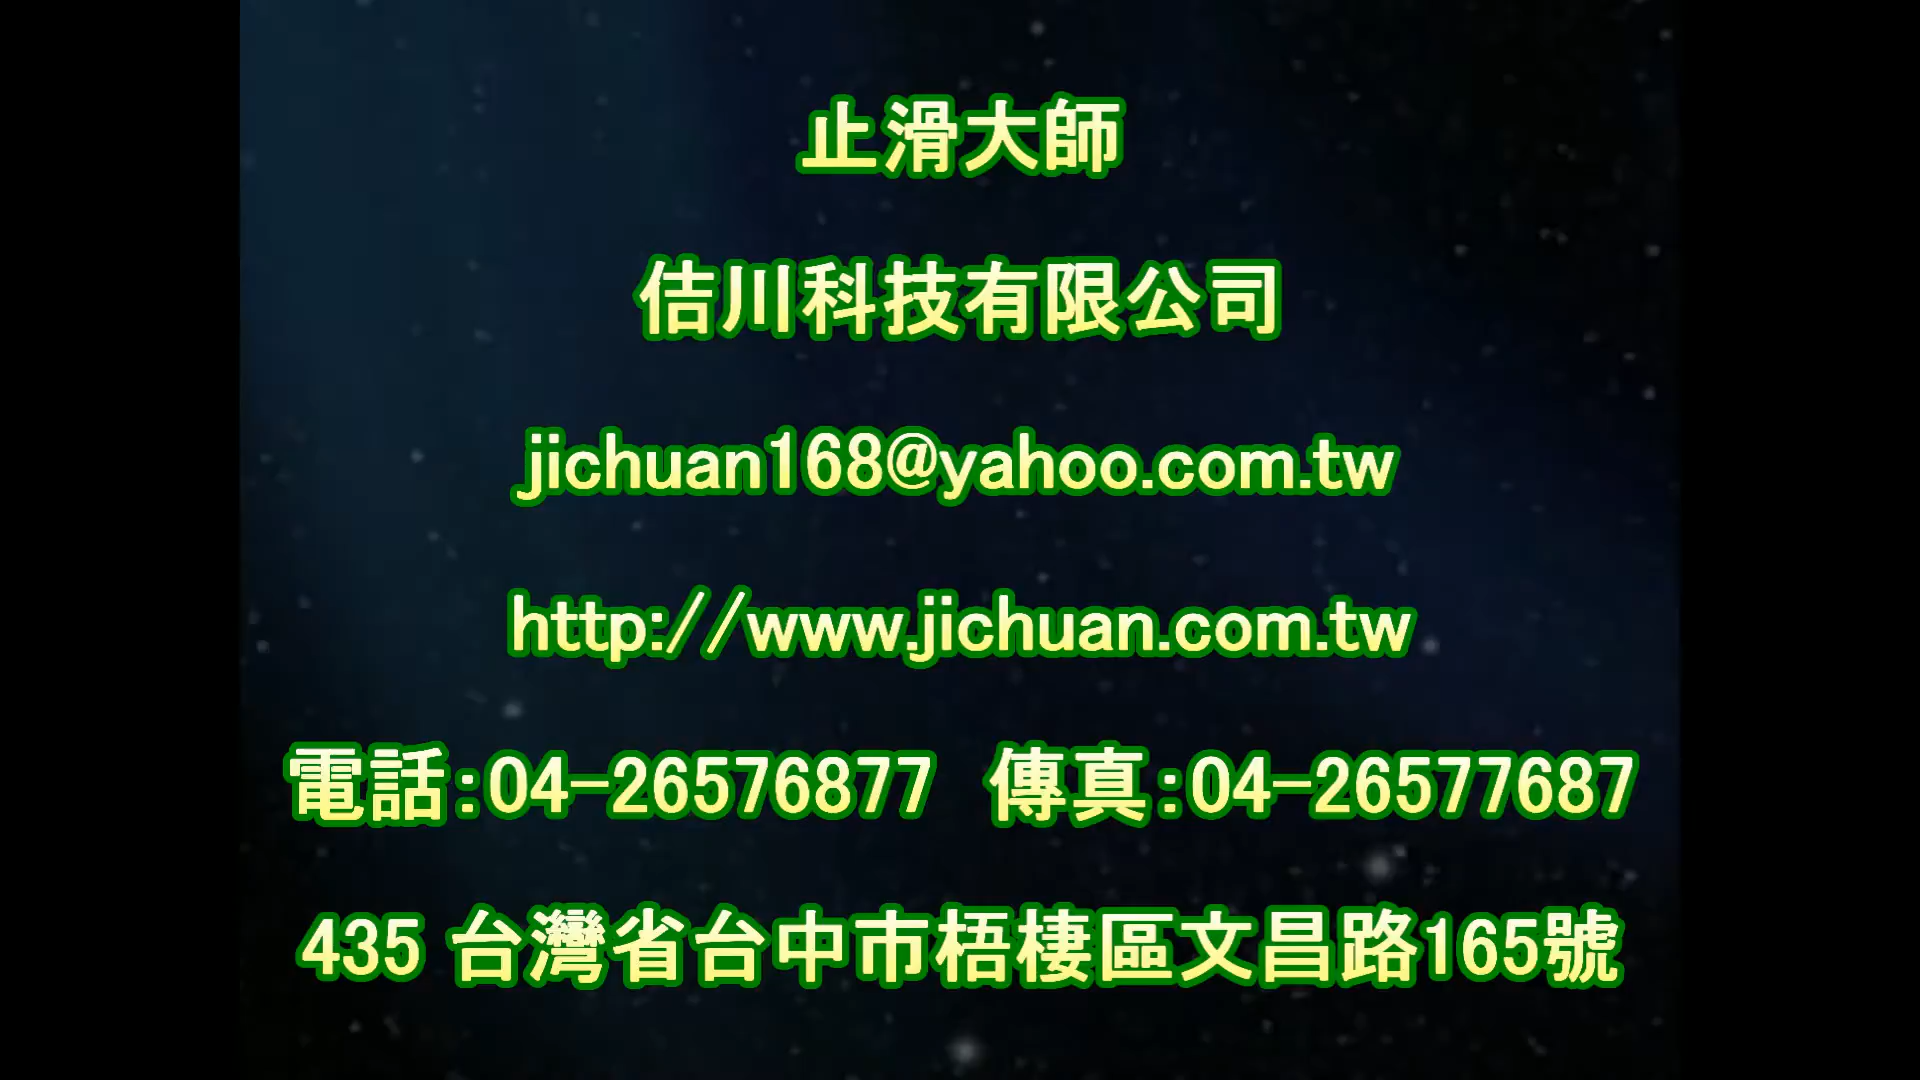 止滑大師
佶川科技有限公司
jichuan168@yahoo.com.tw
http://www.jichuan.com.tw
電話:04-26576877 傳真:04-26577687
435 台灣省台中市梧棲區文昌路165號